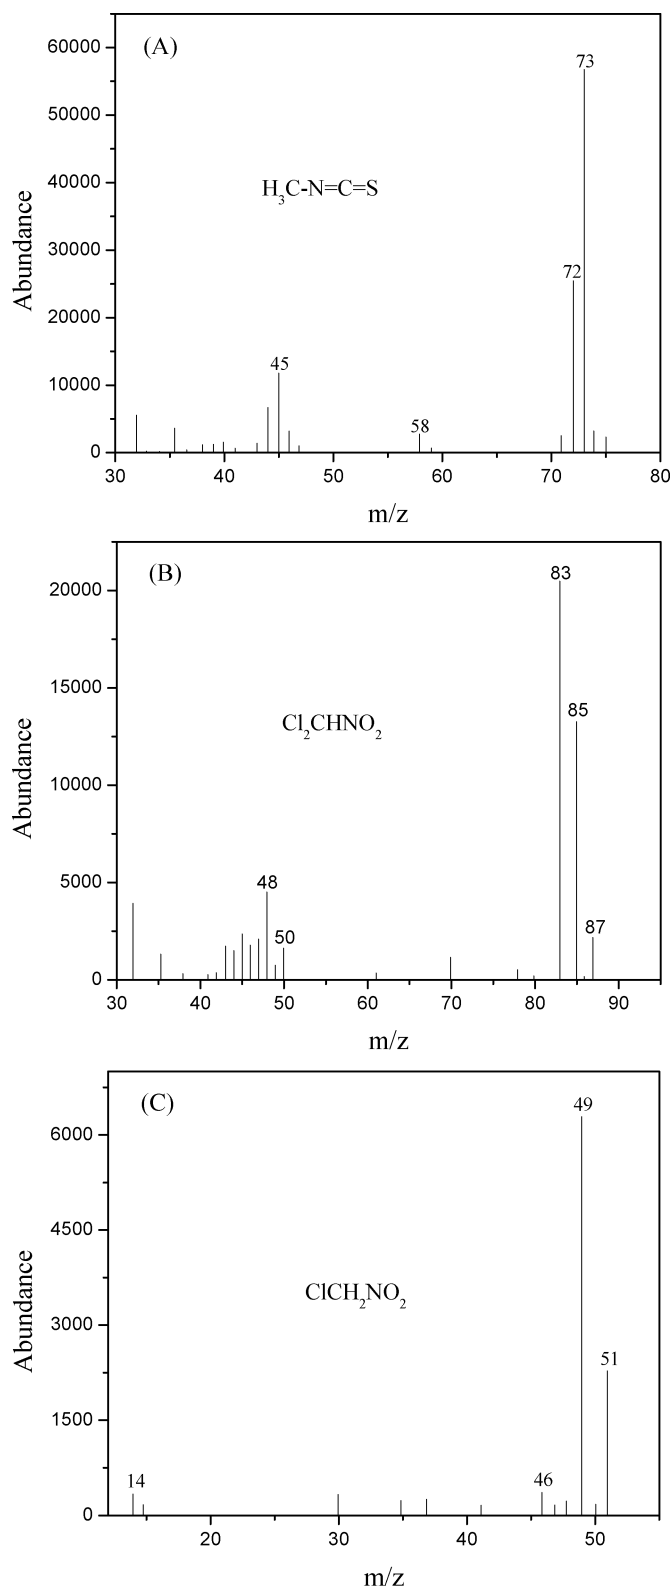 (A)
60000
50000
40000
30000
20000
10000
0
73
72
45
58
H₃C-N=C=S
Abundance
30 40 50 60 70 80
m/z
(B)
20000
15000
10000
5000
0
83
85
87
48
50
Cl₂CHNO₂
Abundance
30 40 50 60 70 80 90
m/z
(C)
6000
4500
3000
1500
0
49
51
46
14
ClCH₂NO₂
Abundance
20 30 40 50
m/z